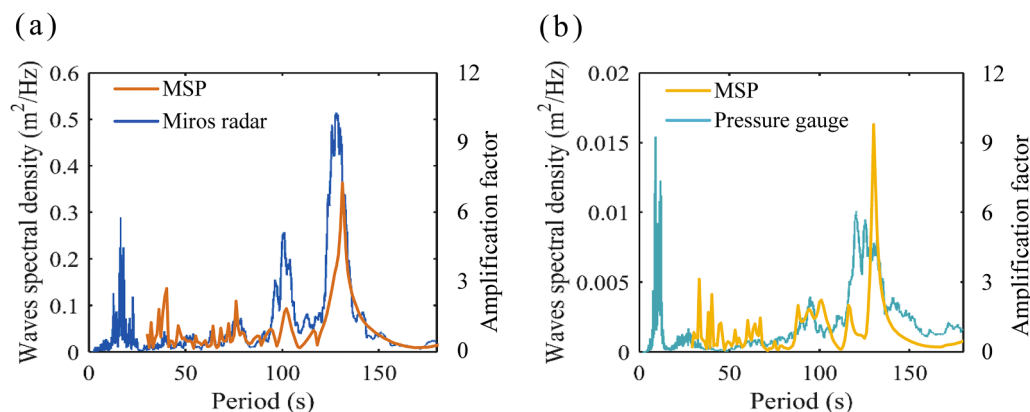 (a)
Waves spectral density (m²/Hz)
0.6
0.5
0.4
0.3
0.2
0.1
0
MSP
Miros radar
12
9
6
3
0
Amplification factor
0 50 100 150
Period (s)
(b)
Waves spectral density (m²/Hz)
0.02
0.015
0.01
0.005
0
MSP
Pressure gauge
12
9
6
3
0
Amplification factor
0 50 100 150
Period (s)